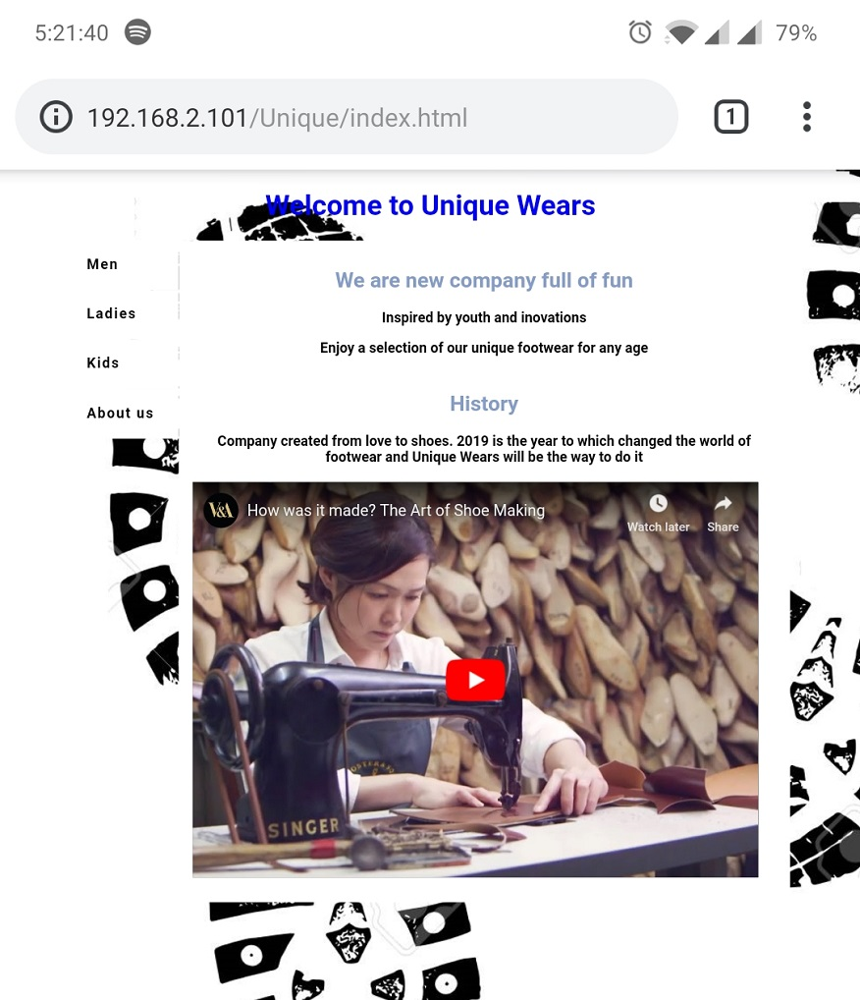 5:21:40 79%
192.168.2.101/Unique/index.html 1
Welcome to Unique Wears
Men
Ladies
Kids
About us
We are new company full of fun
Inspired by youth and inovations
Enjoy a selection of our unique footwear for any age
History
Company created from love to shoes. 2019 is the year to which changed the world of
footwear and Unique Wears will be the way to do it
V&A How was it made? The Art of Shoe Making
Watch later Share
SINGER